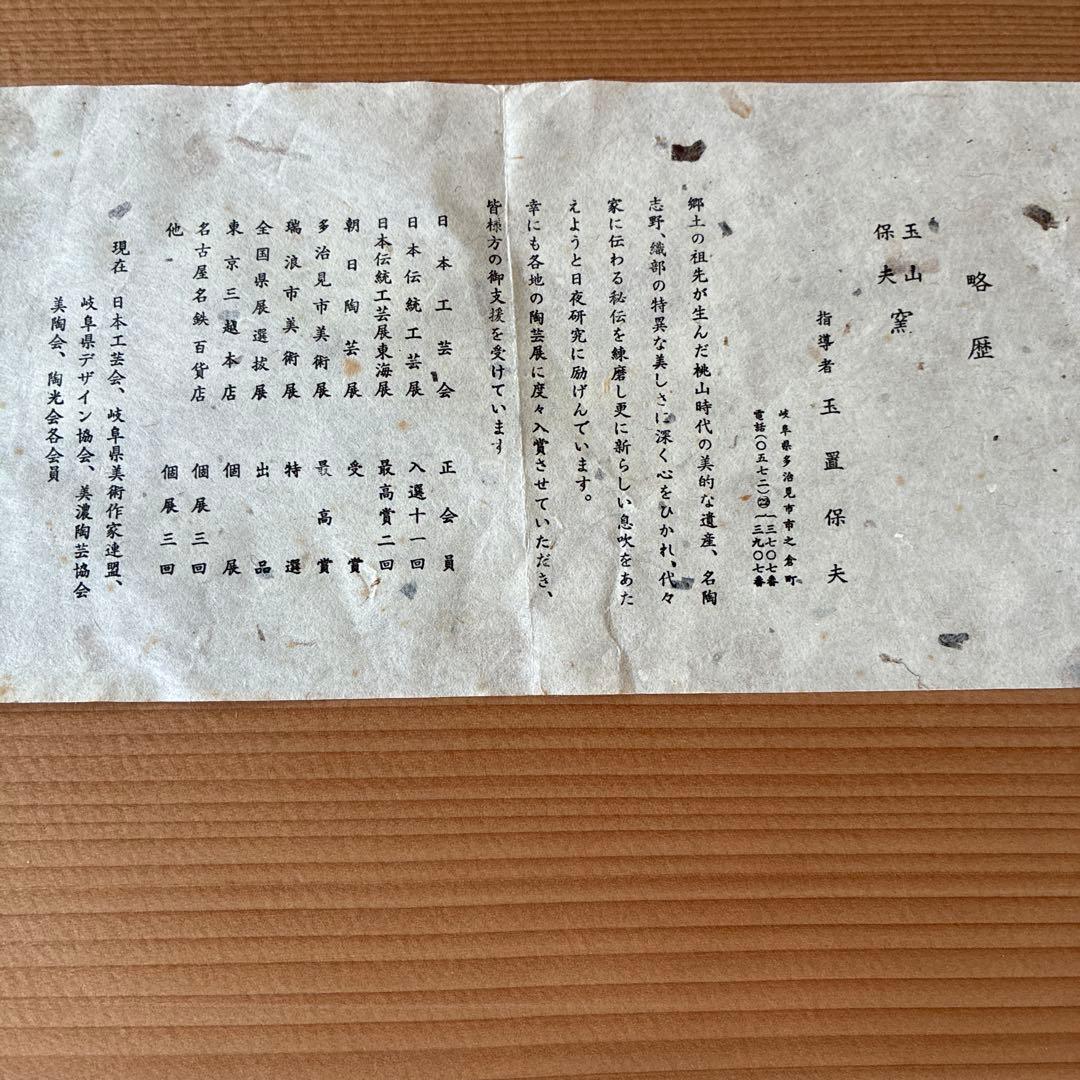 略歴
玉山
保夫
窯
指導者 玉置保夫
岐阜県多治見市市之倉町
電話(〇五七二)㉒{三七〇七番
三九〇七番
郷土の祖先が生んだ桃山時代の美的な遺産、名陶
志野、織部の特異な美しさに深く心をひかれ、代々
家に伝わる秘伝を練磨し更に新らしい息吹をあた
えようと日夜研究に励げんでいます。
幸にも各地の陶芸展に度々入賞させていただき、
皆様方の御支援を受けています
日本工芸会 正会員
日本伝統工芸展 入選十一回
日本伝統工芸展東海展 最高賞二回
朝日陶芸展 受賞
多治見市美術展 最高賞
瑞浪市美術展 特選
全国県展選抜展 出品
東京三越本店 個展
名古屋名鉄百貨店 個展三回
他 個展三回
現在 日本工芸会、岐阜県美術作家連盟、
岐阜県デザイン協会、美濃陶芸協会
美陶会、陶光会各会員